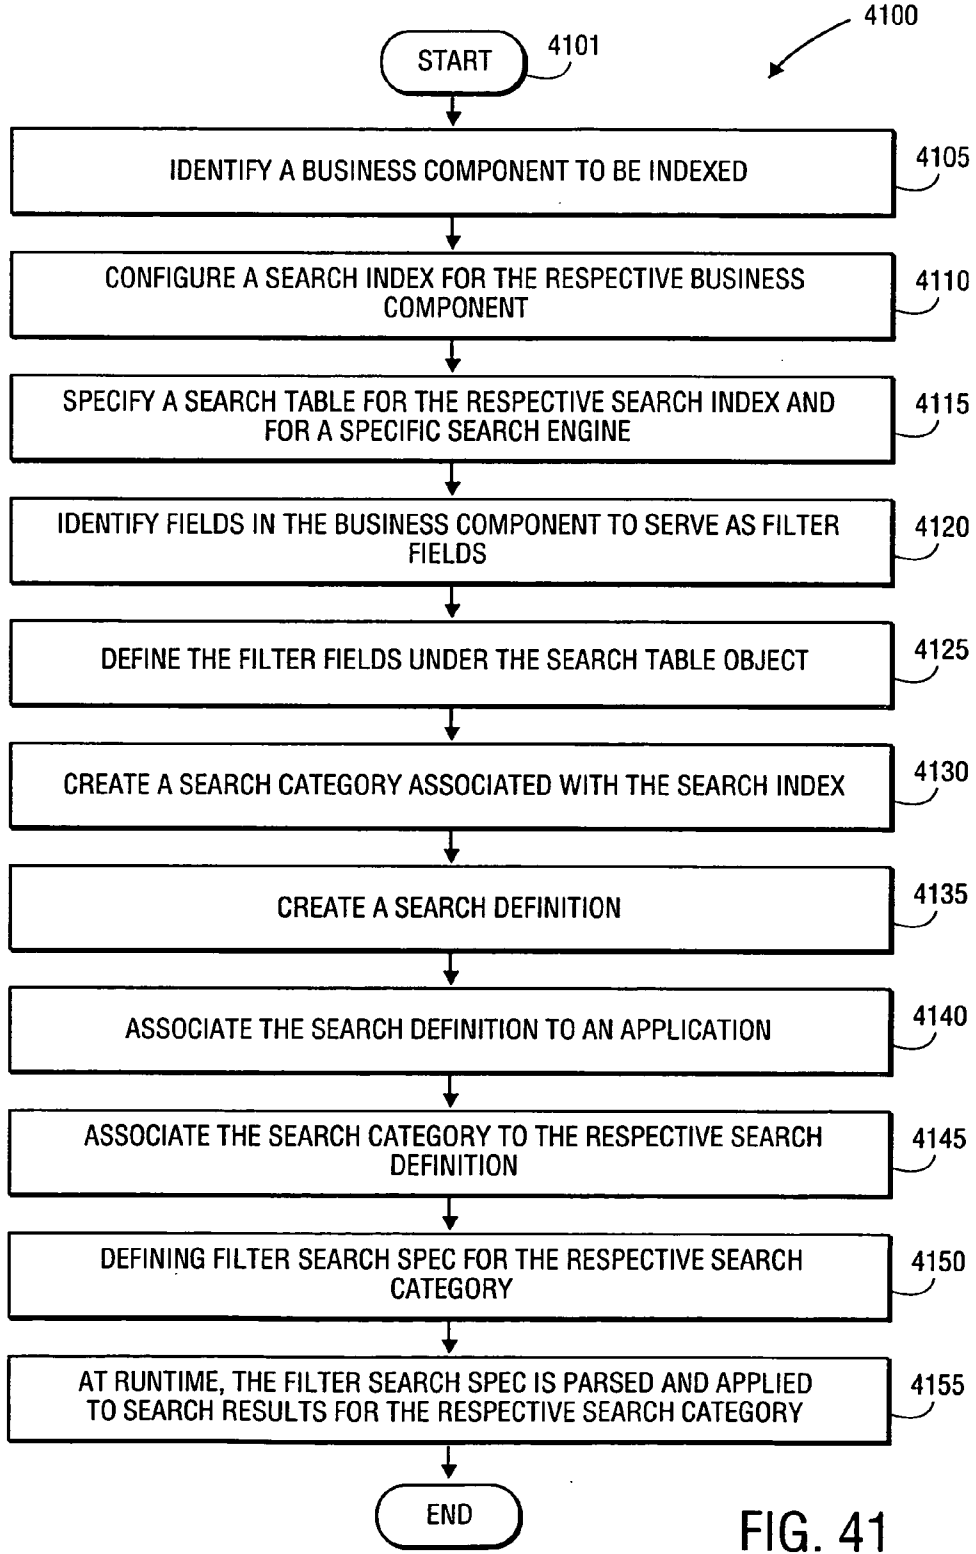 4100
START
4101
IDENTIFY A BUSINESS COMPONENT TO BE INDEXED
4105
CONFIGURE A SEARCH INDEX FOR THE RESPECTIVE BUSINESS
COMPONENT
4110
SPECIFY A SEARCH TABLE FOR THE RESPECTIVE SEARCH INDEX AND
FOR A SPECIFIC SEARCH ENGINE
4115
IDENTIFY FIELDS IN THE BUSINESS COMPONENT TO SERVE AS FILTER
FIELDS
4120
DEFINE THE FILTER FIELDS UNDER THE SEARCH TABLE OBJECT
4125
CREATE A SEARCH CATEGORY ASSOCIATED WITH THE SEARCH INDEX
4130
CREATE A SEARCH DEFINITION
4135
ASSOCIATE THE SEARCH DEFINITION TO AN APPLICATION
4140
ASSOCIATE THE SEARCH CATEGORY TO THE RESPECTIVE SEARCH
DEFINITION
4145
DEFINING FILTER SEARCH SPEC FOR THE RESPECTIVE SEARCH
CATEGORY
4150
AT RUNTIME, THE FILTER SEARCH SPEC IS PARSED AND APPLIED
TO SEARCH RESULTS FOR THE RESPECTIVE SEARCH CATEGORY
4155
END
FIG. 41